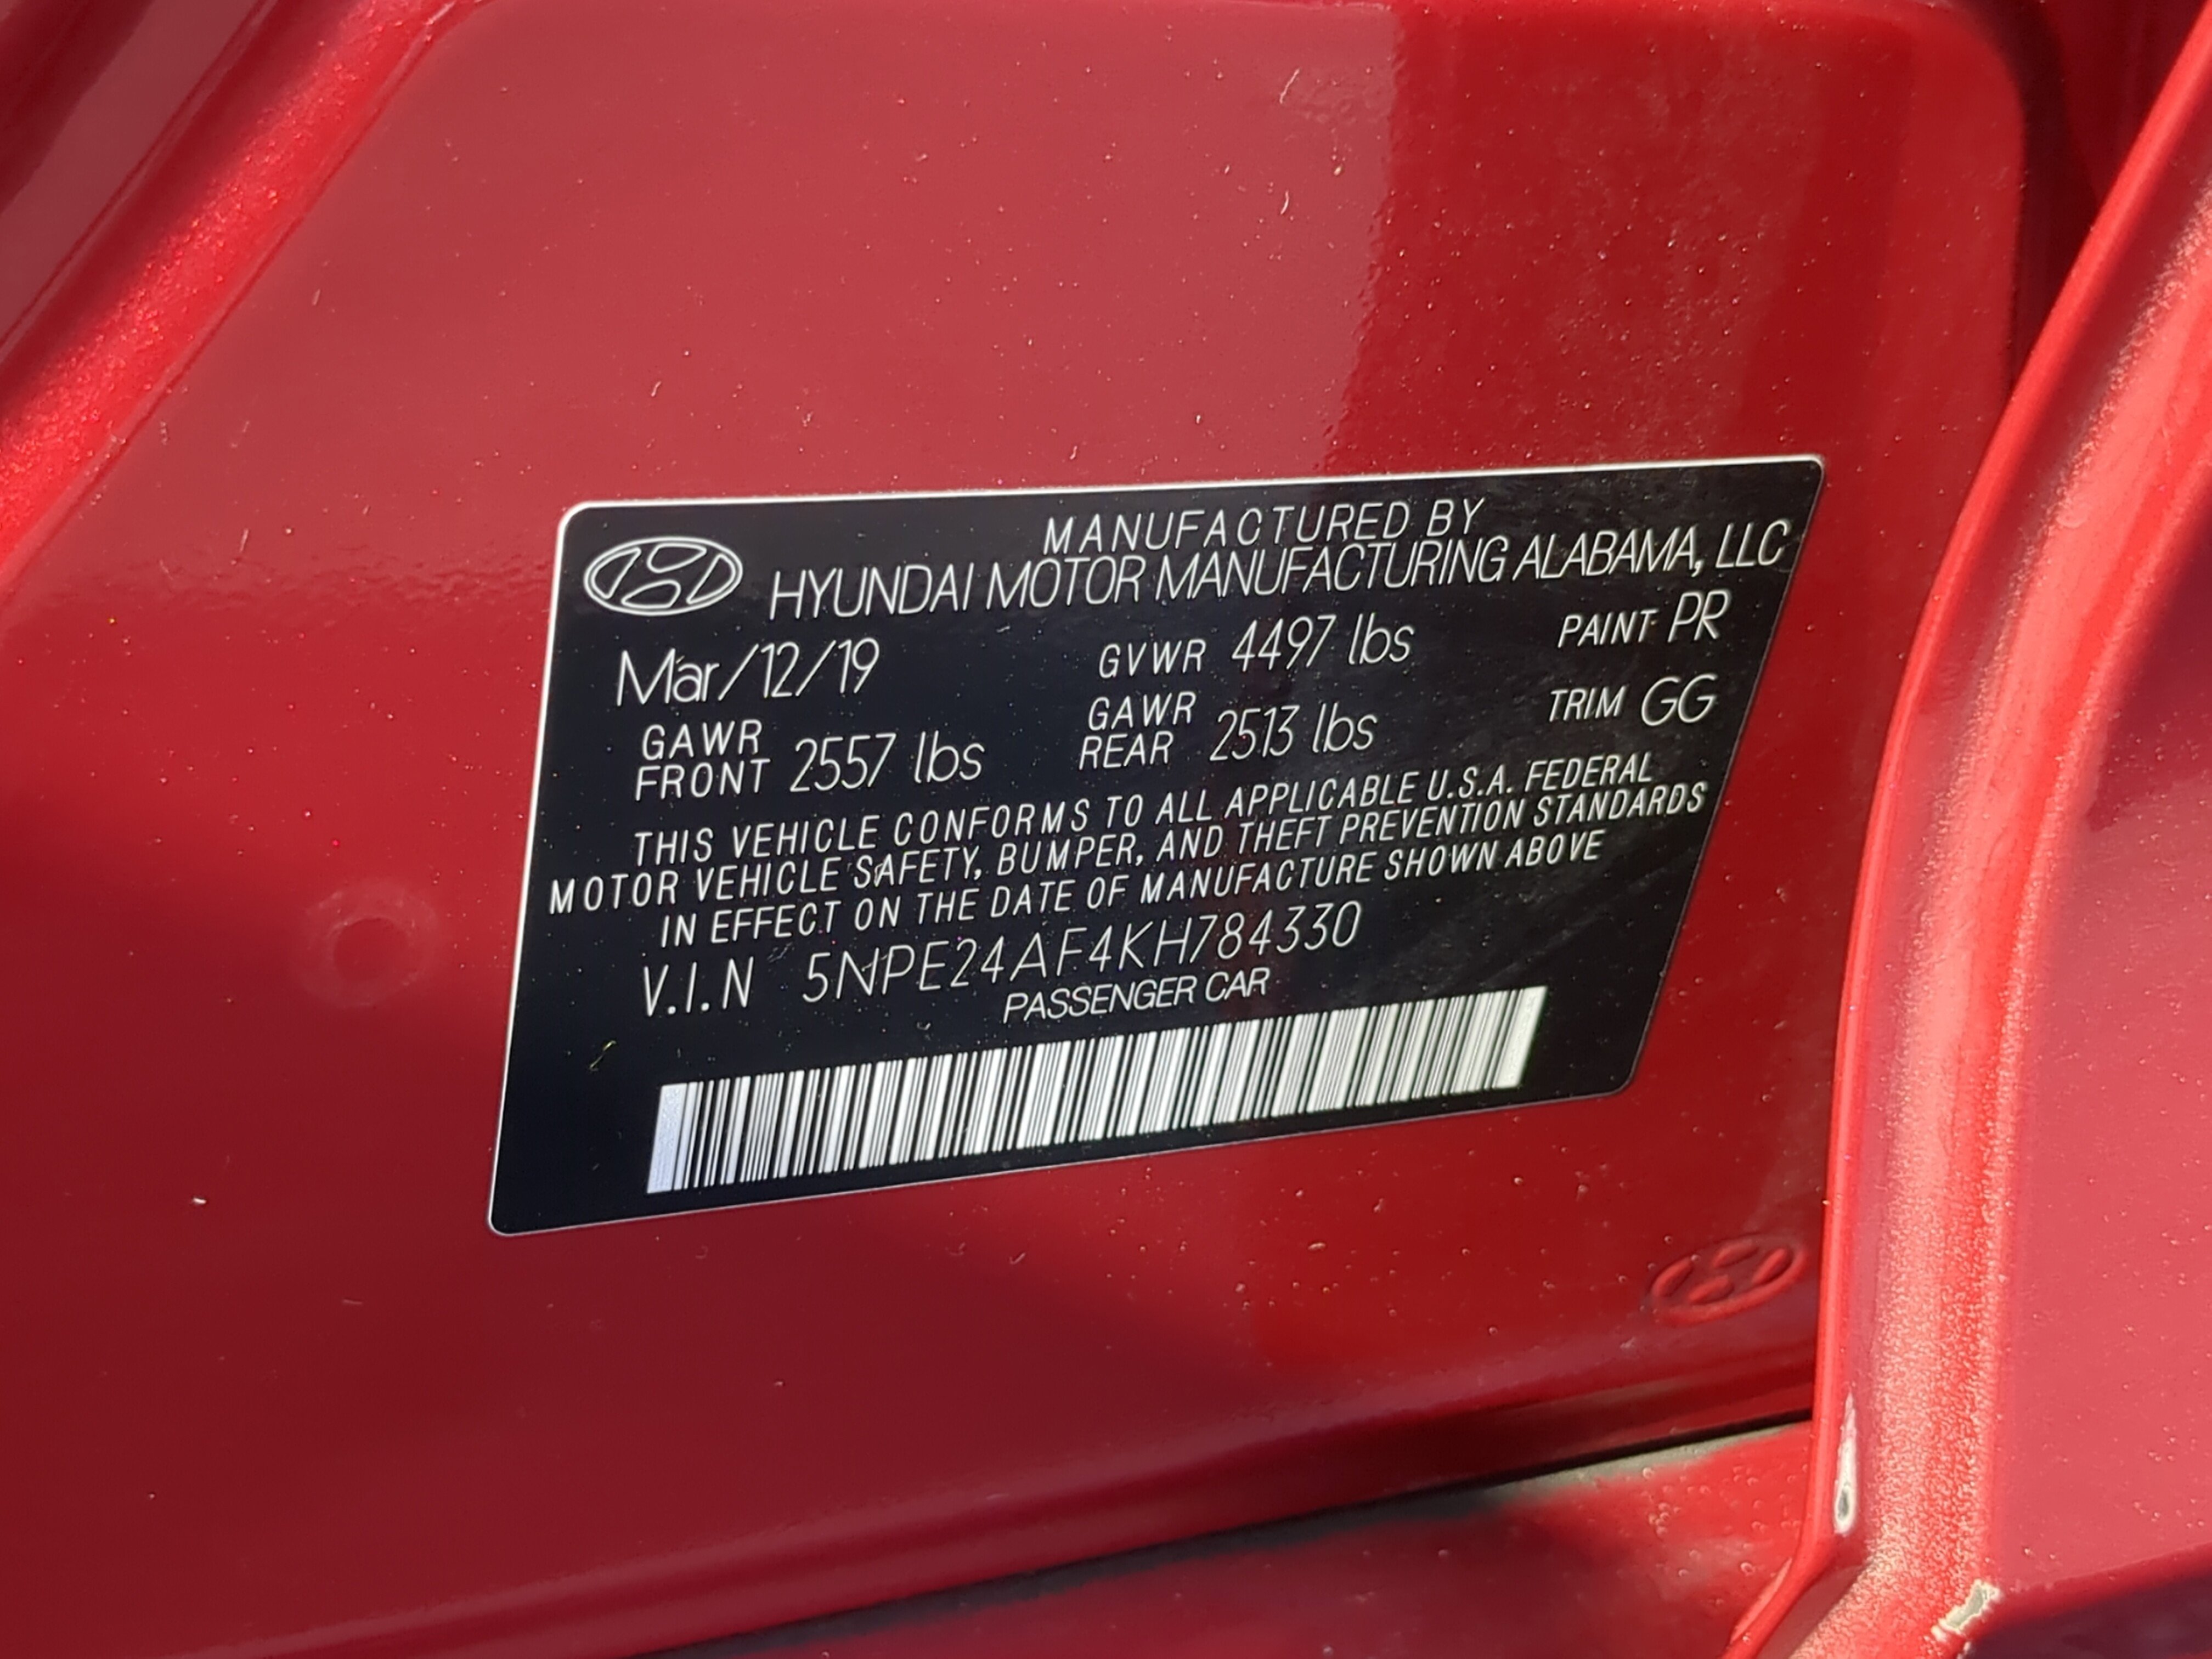 MANUFACTURED BY
HYUNDAI MOTOR MANUFACTURING ALABAMA, LLC
Mar/12/19 GVWR 4497 lbs PAINT PR
GAWR FRONT 2557 lbs GAWR REAR 2513 lbs TRIM GG
THIS VEHICLE CONFORMS TO ALL APPLICABLE U.S.A. FEDERAL
MOTOR VEHICLE SAFETY, BUMPER, AND THEFT PREVENTION STANDARDS
IN EFFECT ON THE DATE OF MANUFACTURE SHOWN ABOVE
V.I.N 5NPE24AF4KH784330
PASSENGER CAR